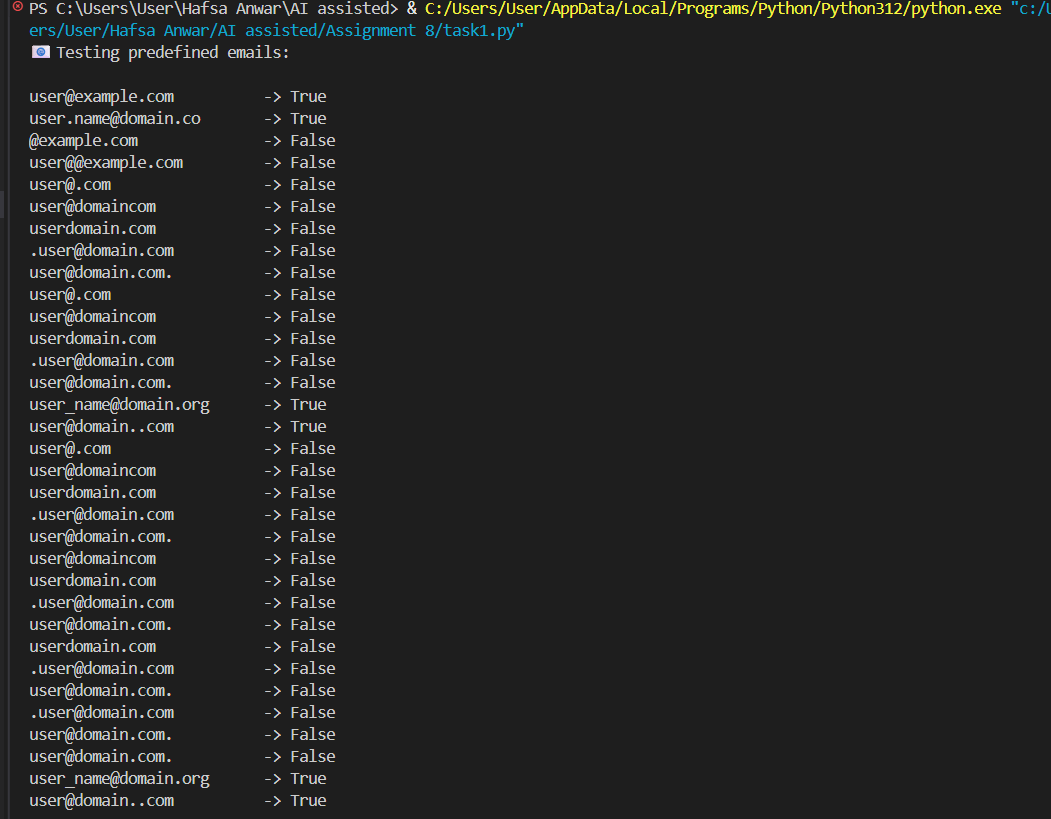 PS C:\Users\User\Hafsa Anwar\AI assisted> & C:/Users/User/AppData/Local/Programs/Python/Python312/python.exe "c:/U
ers/User/Hafsa Anwar/AI assisted/Assignment 8/task1.py"
📧 Testing predefined emails:
user@example.com -> True
user.name@domain.co -> True
@example.com -> False
user@@example.com -> False
user@.com -> False
user@domaincom -> False
userdomain.com -> False
.user@domain.com -> False
user@domain.com. -> False
user@.com -> False
user@domaincom -> False
userdomain.com -> False
.user@domain.com -> False
user@domain.com. -> False
user_name@domain.org -> True
user@domain..com -> True
user@.com -> False
user@domaincom -> False
userdomain.com -> False
.user@domain.com -> False
user@domain.com. -> False
user@domaincom -> False
userdomain.com -> False
.user@domain.com -> False
user@domain.com. -> False
userdomain.com -> False
.user@domain.com -> False
user@domain.com. -> False
.user@domain.com -> False
user@domain.com. -> False
user@domain.com. -> False
user_name@domain.org -> True
user@domain..com -> True